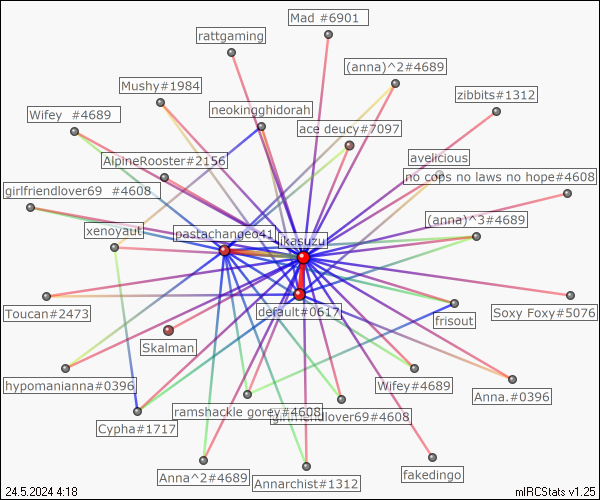 Mad #6901
rattgaming
(anna)^2#4689
Mushy#1984
zibbits#1312
Wifey #4689
neokingghidorah
ace deucy#7097
AlpineRooster#2156
avelicious
no cops no laws no hope#4608
girlfriendlover69 #4608
(anna)^3#4689
xenoyaut
pastachangeo41
ikasuzu
Toucan#2473
default#0617
frisout
Soxy Foxy#5076
Skalman
hypomanianna#0396
Wifey#4689
Anna.#0396
ramshackle gorey#4608
girlfriendlover69#4608
Cypha#1717
Anna^2#4689
Annarchist#1312
fakedingo
24.5.2024 4:18
mIRCStats v1.25